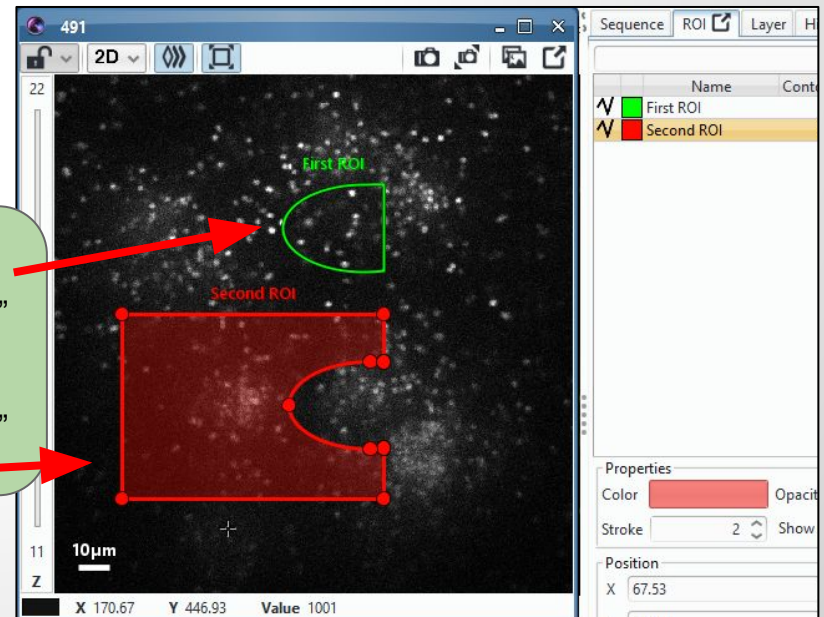 491
2D
22
First ROI
Second ROI
”
”
11
Z
10µm
X 170.67 Y 446.93 Value 1001
Sequence ROI Layer
Name
First ROI
Second ROI
Properties
Color
Stroke 2 Show
Position
X 67.53